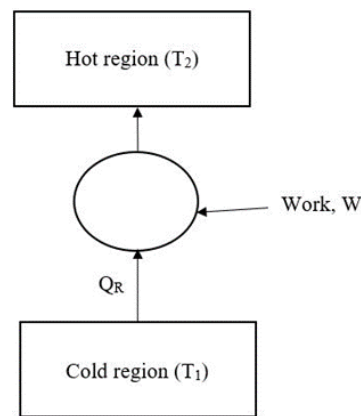 Hot region (T₂)
Work, W
Q_R
Cold region (T₁)